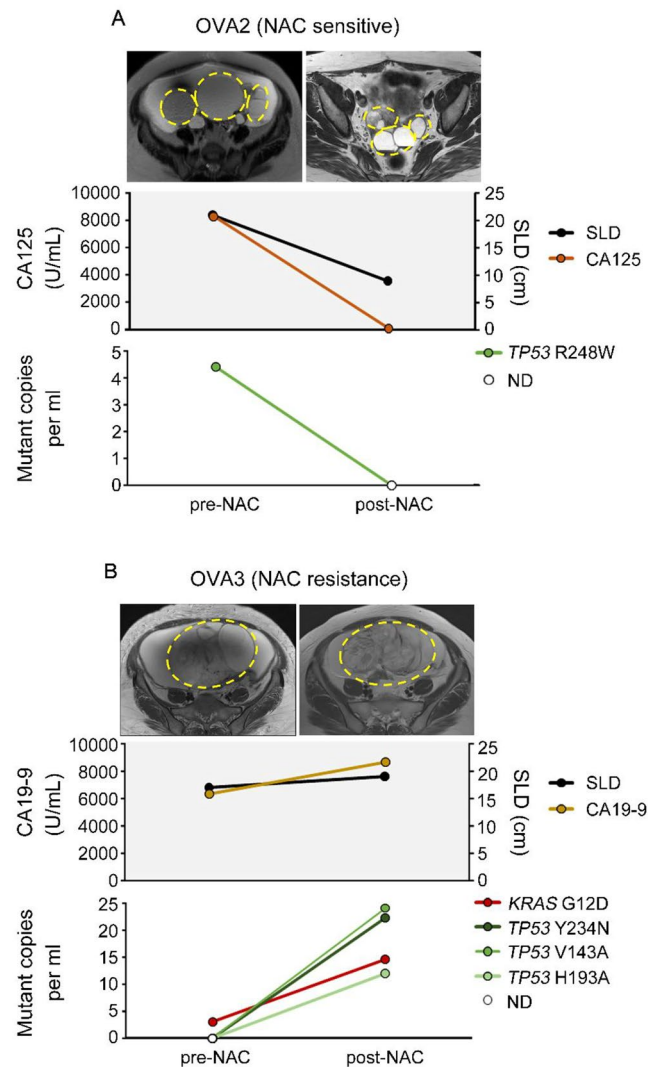 A
OVA2 (NAC sensitive)
10000
8000
6000
4000
2000
0
CA125
(U/mL)
25
20
15
10
5
0
SLD (cm)
SLD
CA125
5
4
3
2
1
0
Mutant copies
per ml
TP53 R248W
ND
pre-NAC
post-NAC
B
OVA3 (NAC resistance)
10000
8000
6000
4000
2000
0
CA19-9
(U/mL)
25
20
15
10
5
0
SLD (cm)
SLD
CA19-9
25
20
15
10
5
0
Mutant copies
per ml
KRAS G12D
TP53 Y234N
TP53 V143A
TP53 H193A
ND
pre-NAC
post-NAC